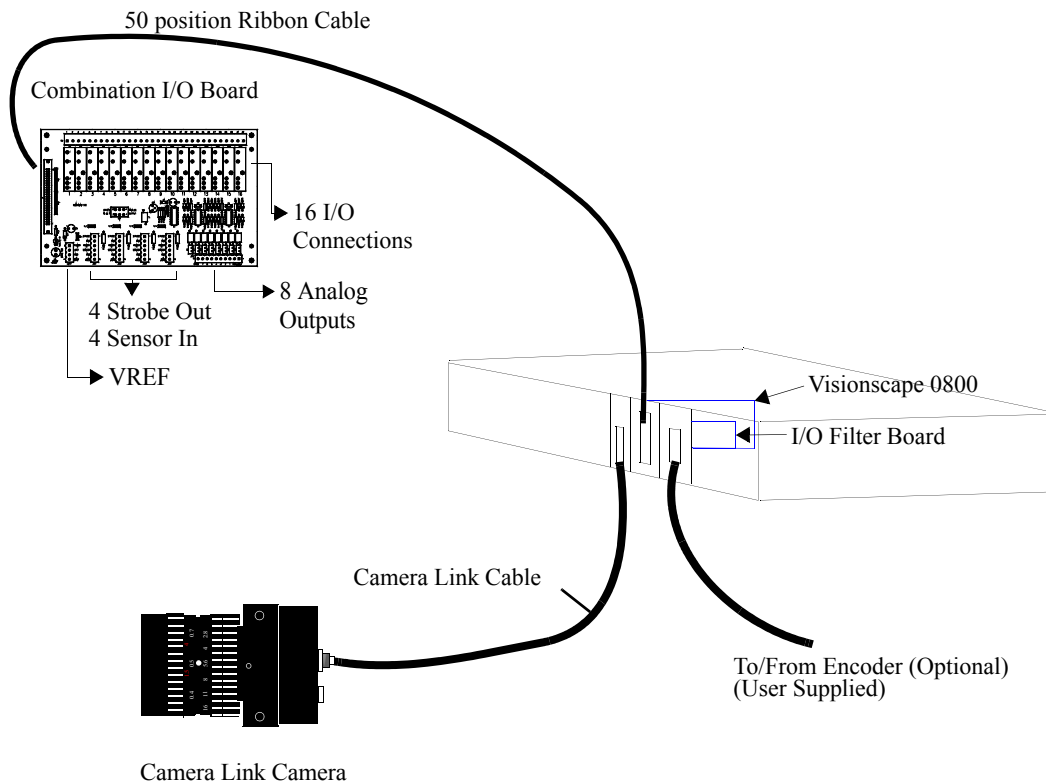 50 position Ribbon Cable
Combination I/O Board
16 I/O
Connections
8 Analog
Outputs
4 Strobe Out
4 Sensor In
VREF
Visionscape 0800
I/O Filter Board
Camera Link Cable
To/From Encoder (Optional)
(User Supplied)
Camera Link Camera